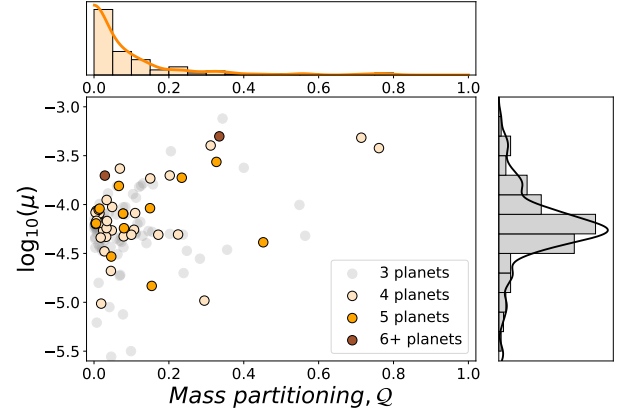 0.0 0.2 0.4 0.6 0.8 1.0
−3.0
−3.5
−4.0
−4.5
−5.0
−5.5
log₁₀(μ)
3 planets
4 planets
5 planets
6+ planets
0.0 0.2 0.4 0.6 0.8 1.0
Mass partitioning, 𝒬